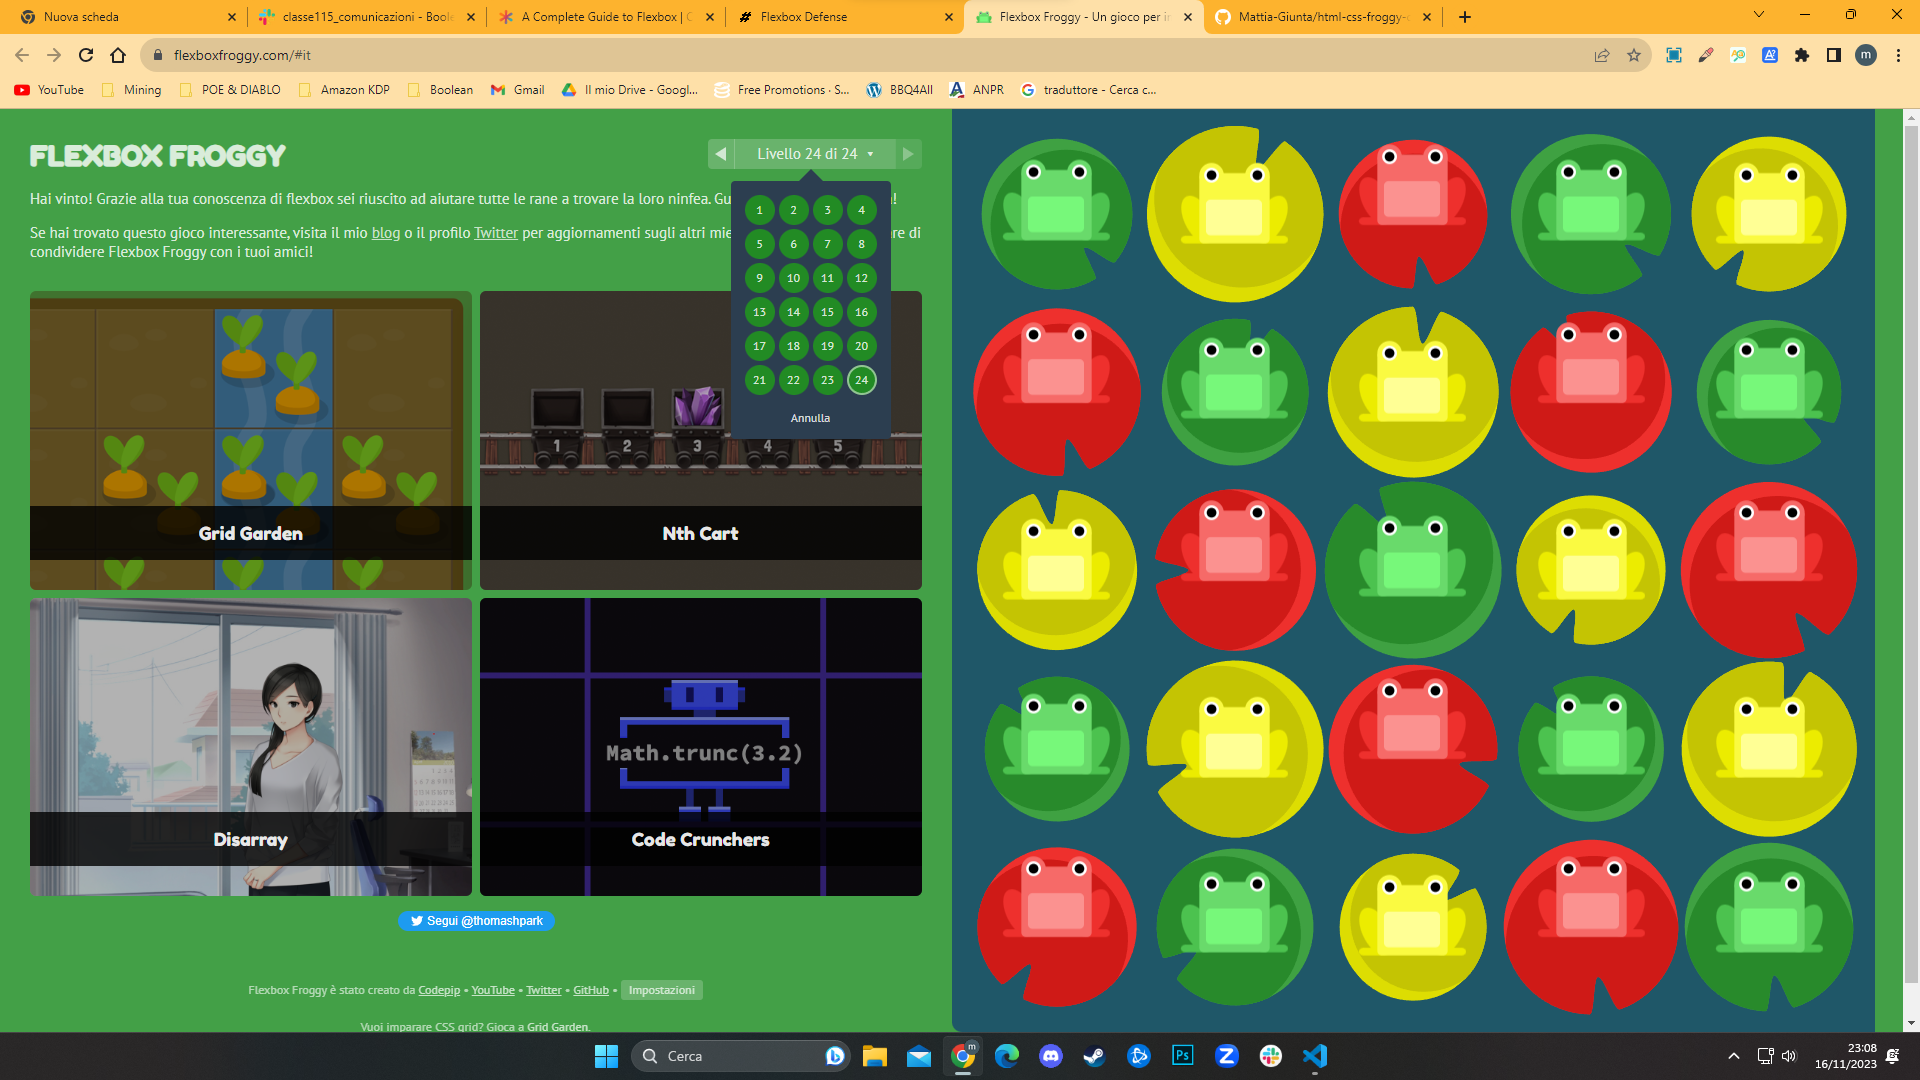 Nuova scheda
classe115_comunicazioni - Boole
A Complete Guide to Flexbox | C
Flexbox Defense
Flexbox Froggy - Un gioco per in
Mattia-Giunta/html-css-froggy-
flexboxfroggy.com/#it
m
YouTube
Mining
POE & DIABLO
Amazon KDP
Boolean
Gmail
Il mio Drive - Googl...
Free Promotions · S...
BBQ4All
ANPR
traduttore - Cerca c...
FLEXBOX FROGGY
Livello 24 di 24
Hai vinto! Grazie alla tua conoscenza di flexbox sei riuscito ad aiutare tutte le rane a trovare la loro ninfea. Gu
!
Se hai trovato questo gioco interessante, visita il mio blog o il profilo Twitter per aggiornamenti sugli altri mie
re di
condividere Flexbox Froggy con i tuoi amici!
1 2 3 4
5 6 7 8
9 10 11 12
13 14 15 16
17 18 19 20
21 22 23 24
Annulla
1 2 3 4 5
Grid Garden
Nth Cart
Math.trunc(3.2)
Disarray
Code Crunchers
Segui @thomashpark
Flexbox Froggy è stato creato da Codepip • YouTube • Twitter • GitHub • Impostazioni
Vuoi imparare CSS grid? Gioca a Grid Garden.
Cerca
m
Ps
23:08
16/11/2023